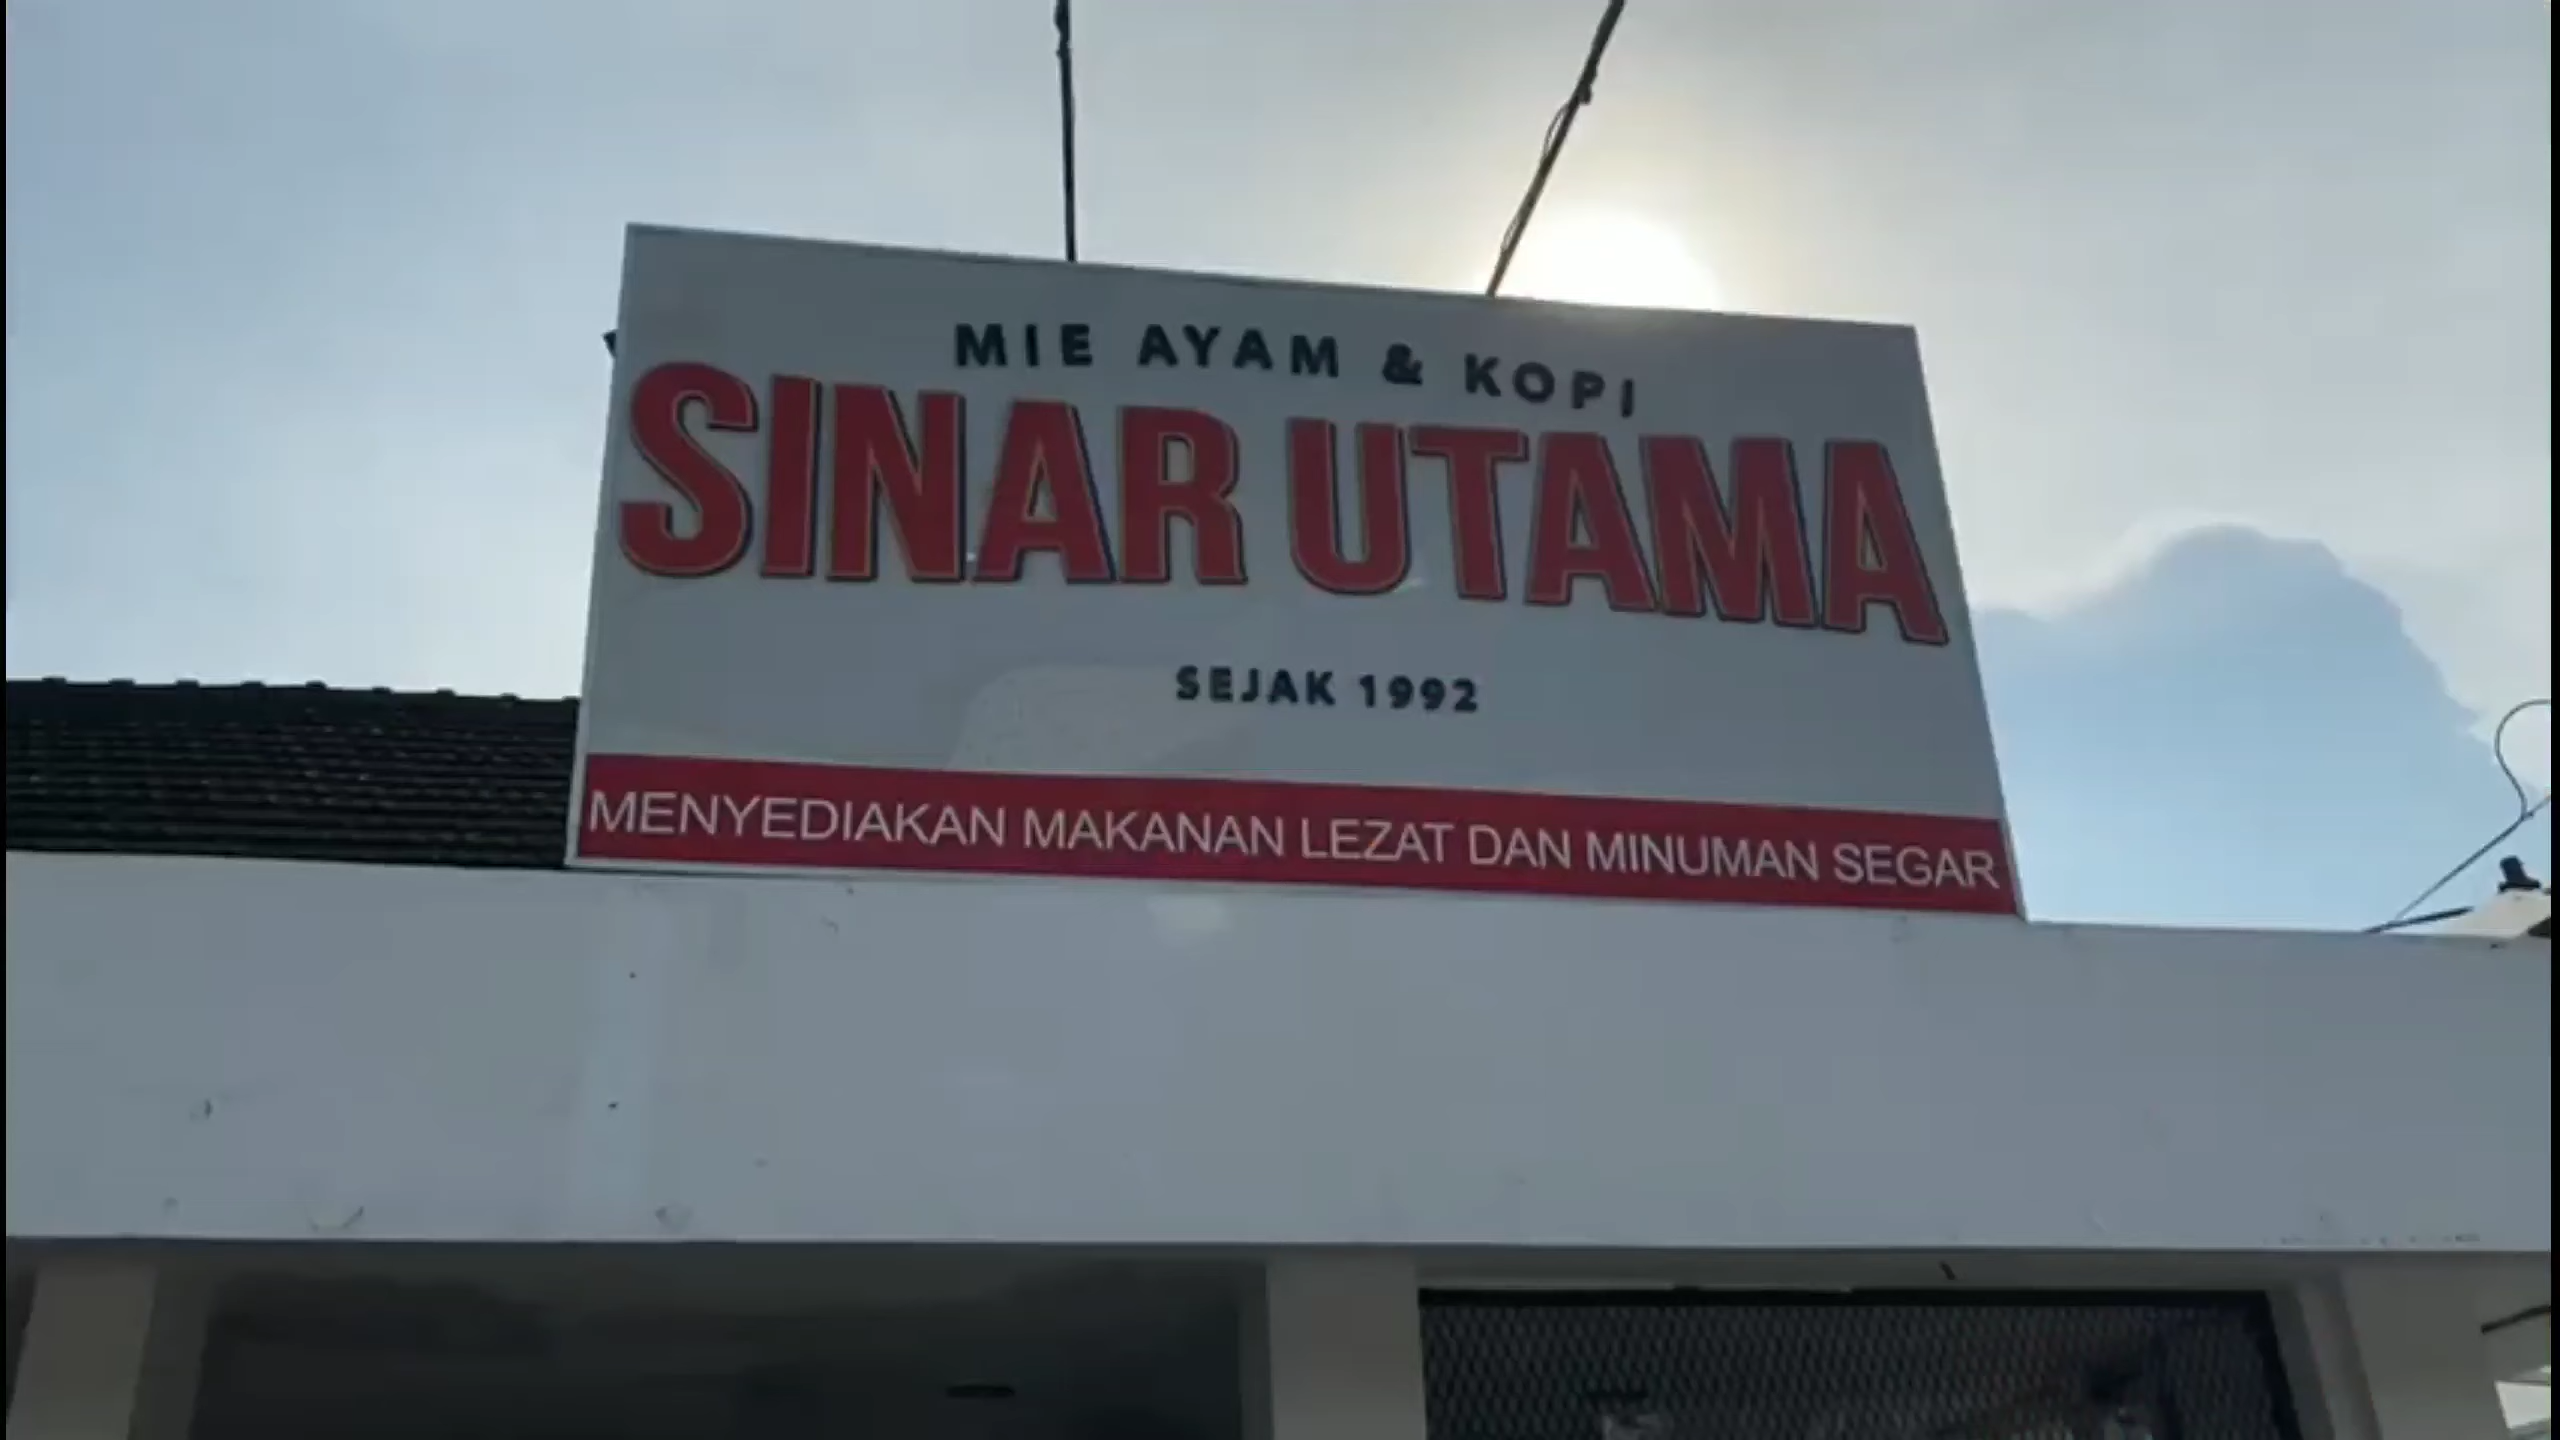 MIE AYAM & KOPI
SINAR UTAMA
SEJAK 1992
MENYEDIAKAN MAKANAN LEZAT DAN MINUMAN SEGAR